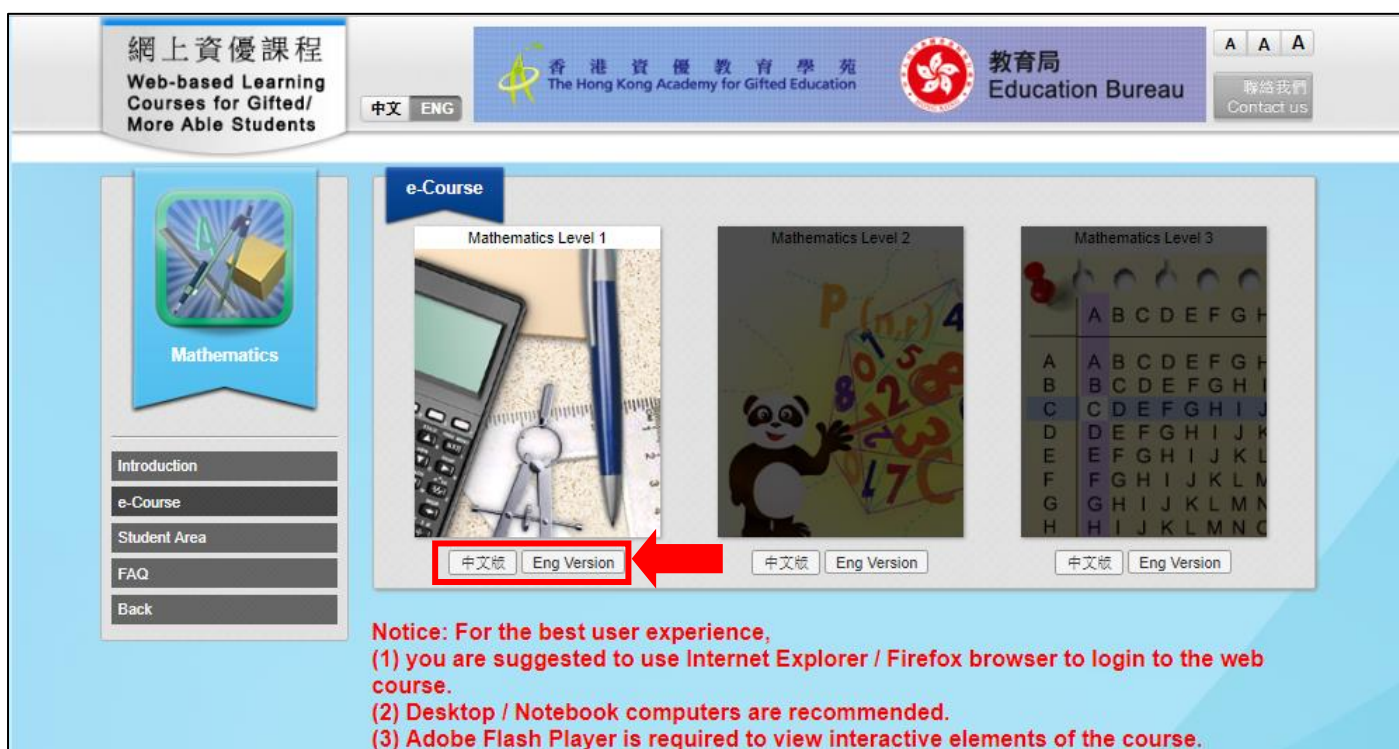 網上資優課程
Web-based Learning
Courses for Gifted/
More Able Students
中文 ENG
香港資優教育學苑
The Hong Kong Academy for Gifted Education
教育局
Education Bureau
A A A
聯絡我們
Contact us
Mathematics
Introduction
e-Course
Student Area
FAQ
Back
e-Course
Mathematics Level 1
中文版 Eng Version
Mathematics Level 2
P(n,r) 4
中文版 Eng Version
Mathematics Level 3
A B C D E F G H
A A B C D E F G H
B B C D E F G H I
C C D E F G H I J
D D E F G H I J K
E E F G H I J K L
F F G H I J K L M
G G H I J K L M N
H H I J K L M N O
中文版 Eng Version
Notice: For the best user experience,
(1) you are suggested to use Internet Explorer / Firefox browser to login to the web
course.
(2) Desktop / Notebook computers are recommended.
(3) Adobe Flash Player is required to view interactive elements of the course.